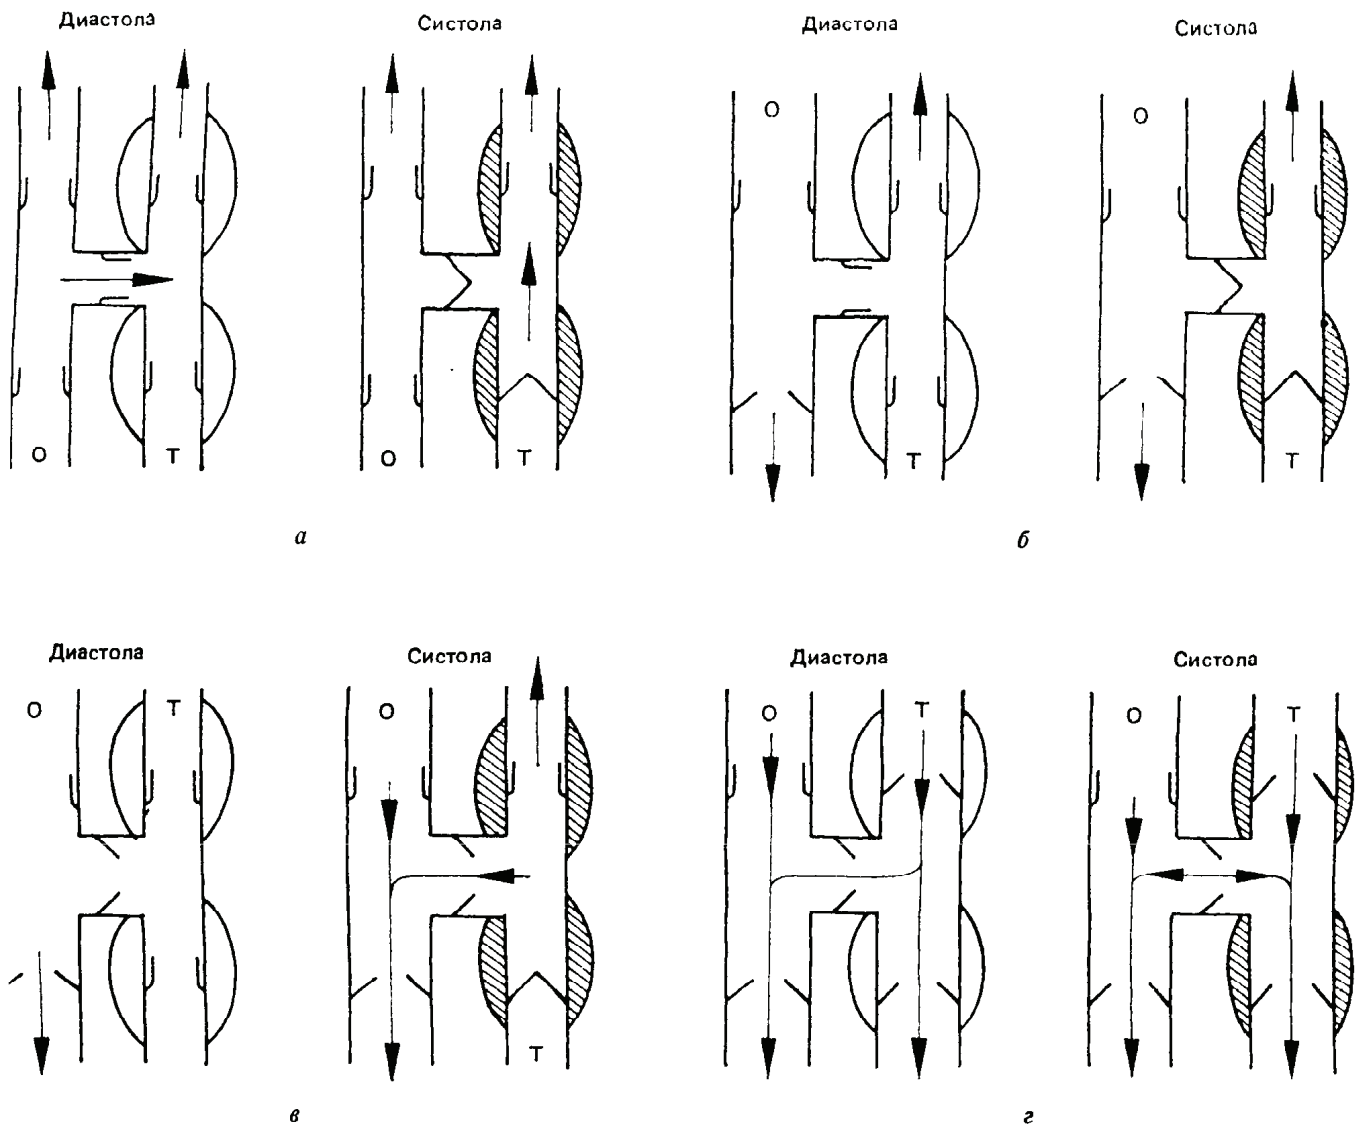 Диастола Систола Диастола Систола
О О
О Т О Т Т Т
а б
Диастола Систола Диастола Систола
О Т О О Т О Т
Т
в г